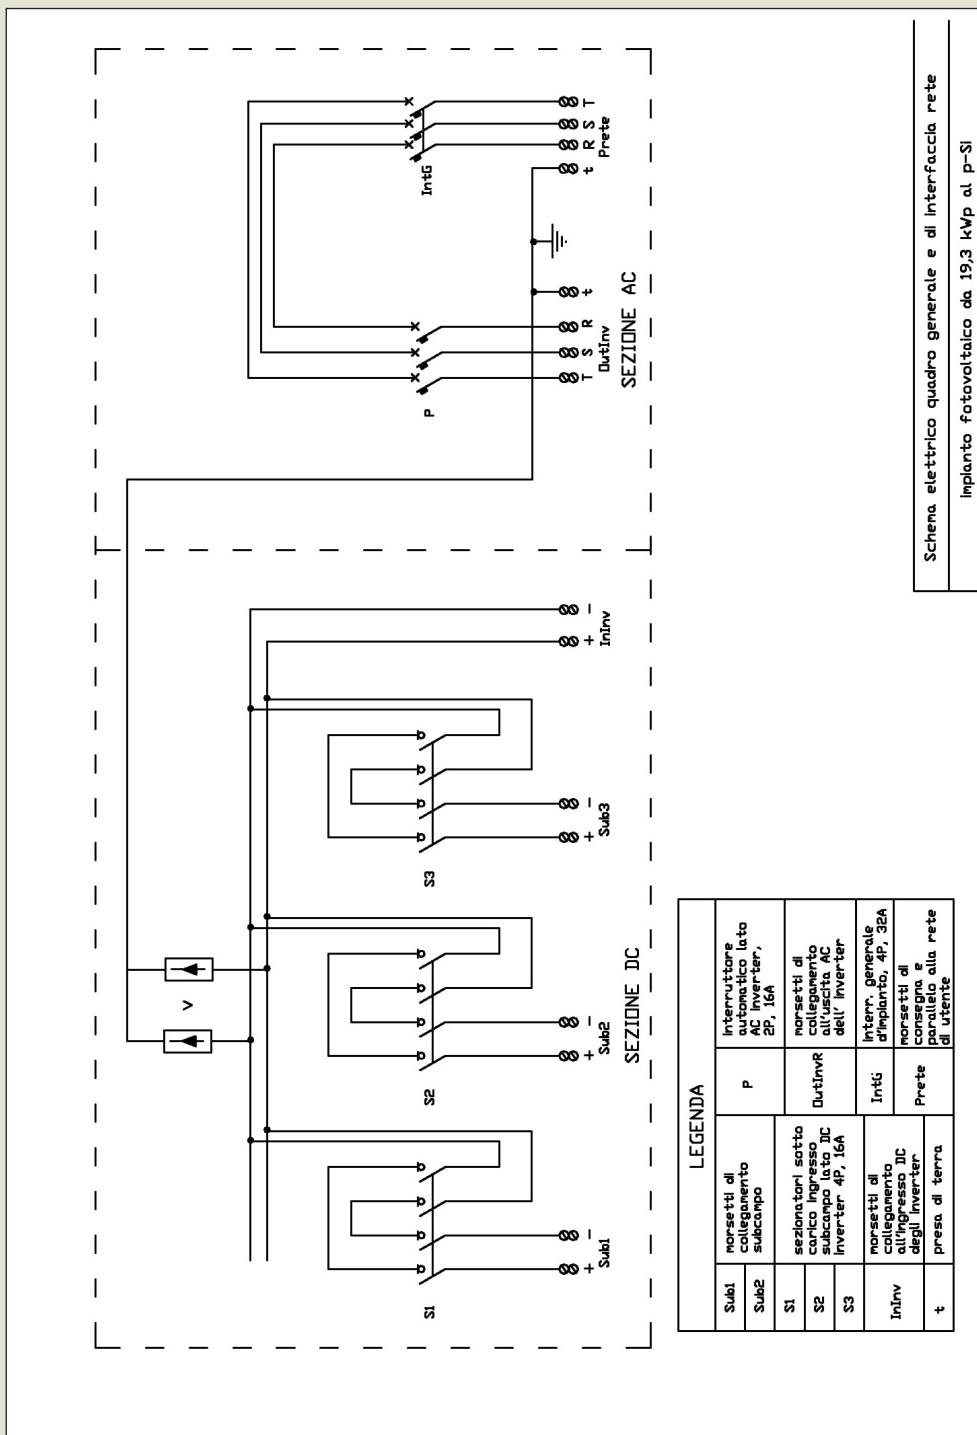 T
S
R
Prete
t
IntG
t
R
S
OutInv
T
P
SEZIONE AC
-
+
InInv
-
Sub3
+
S3
V
-
Sub2
+
S2
SEZIONE DC
-
Sub1
+
S1
Schema elettrico quadro generale e di interfaccia rete
impianto fotovoltaico da 19,3 kWp al p-Si
LEGENDA
Sub1
Sub2
morsetti di
collegamento
subcampo
S1
S2
S3
sezionatori sotto
carico ingresso
subcampo lato DC
inverter 4P, 16A
InInv
morsetti di
collegamento
all'ingresso DC
degli inverter
t
presa di terra
P
interruttore
automatico lato
AC inverter,
2P, 16A
OutInvR
morsetti di
collegamento
all'uscita AC
dell' inverter
IntG
interr. generale
d'impianto, 4P, 32A
Prete
morsetti di
consegna e
parallelo alla rete
di utente